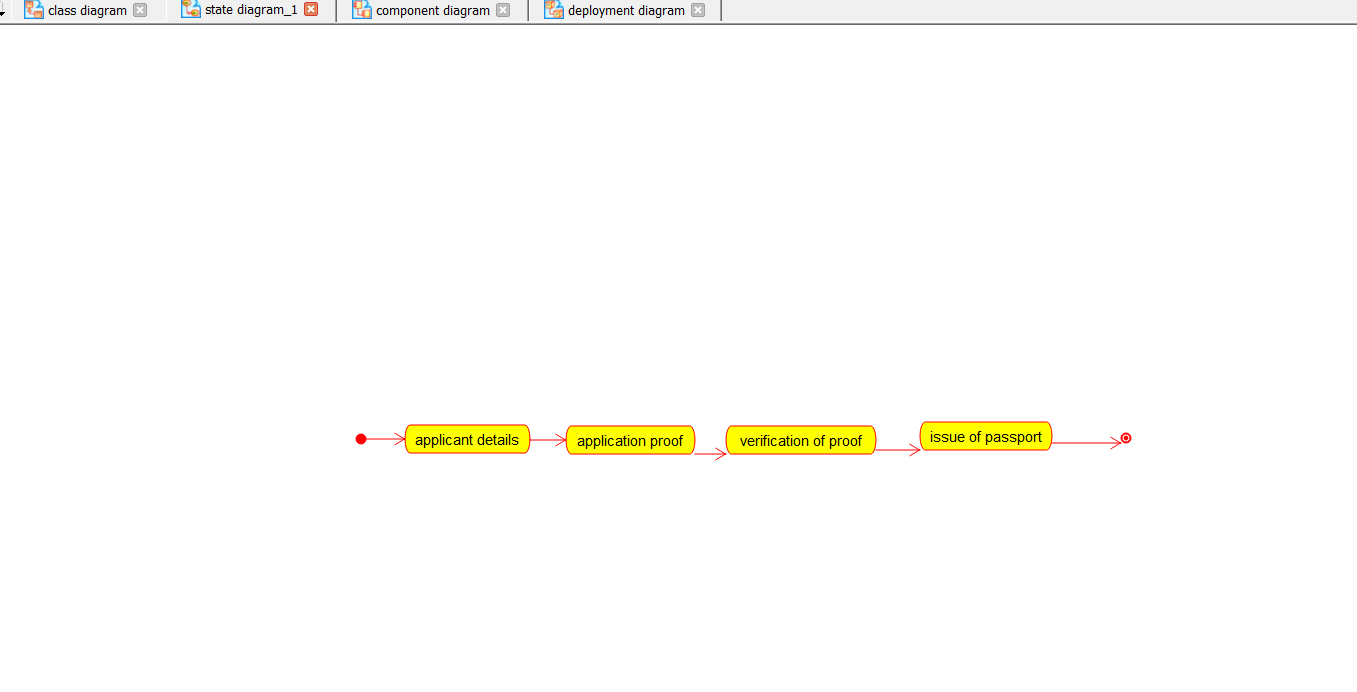 class diagram
state diagram_1
component diagram
deployment diagram
applicant details
application proof
verification of proof
issue of passport